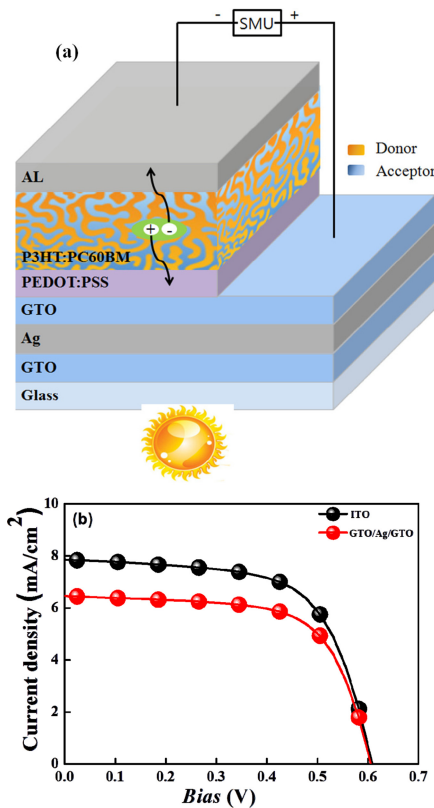 - SMU +
(a)
Donor
Acceptor
AL
+ -
P3HT:PC60BM
PEDOT:PSS
GTO
Ag
GTO
Glass
(b)
ITO
GTO/Ag/GTO
Current density (mA/cm²)
10
8
6
4
2
0
0.0 0.1 0.2 0.3 0.4 0.5 0.6 0.7
Bias (V)